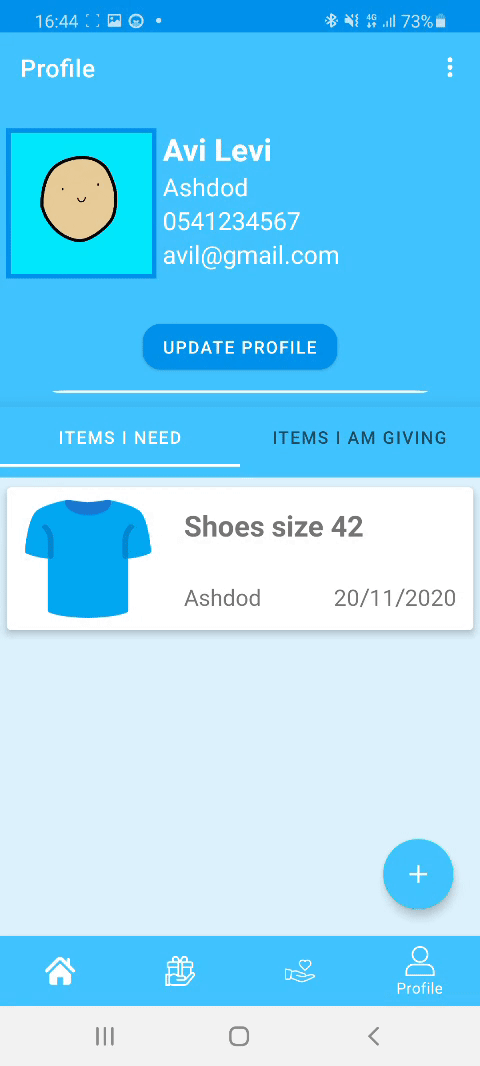 16:44 4G 73%
Profile
Avi Levi
Ashdod
0541234567
avil@gmail.com
UPDATE PROFILE
ITEMS I NEED ITEMS I AM GIVING
Shoes size 42
Ashdod 20/11/2020
Profile